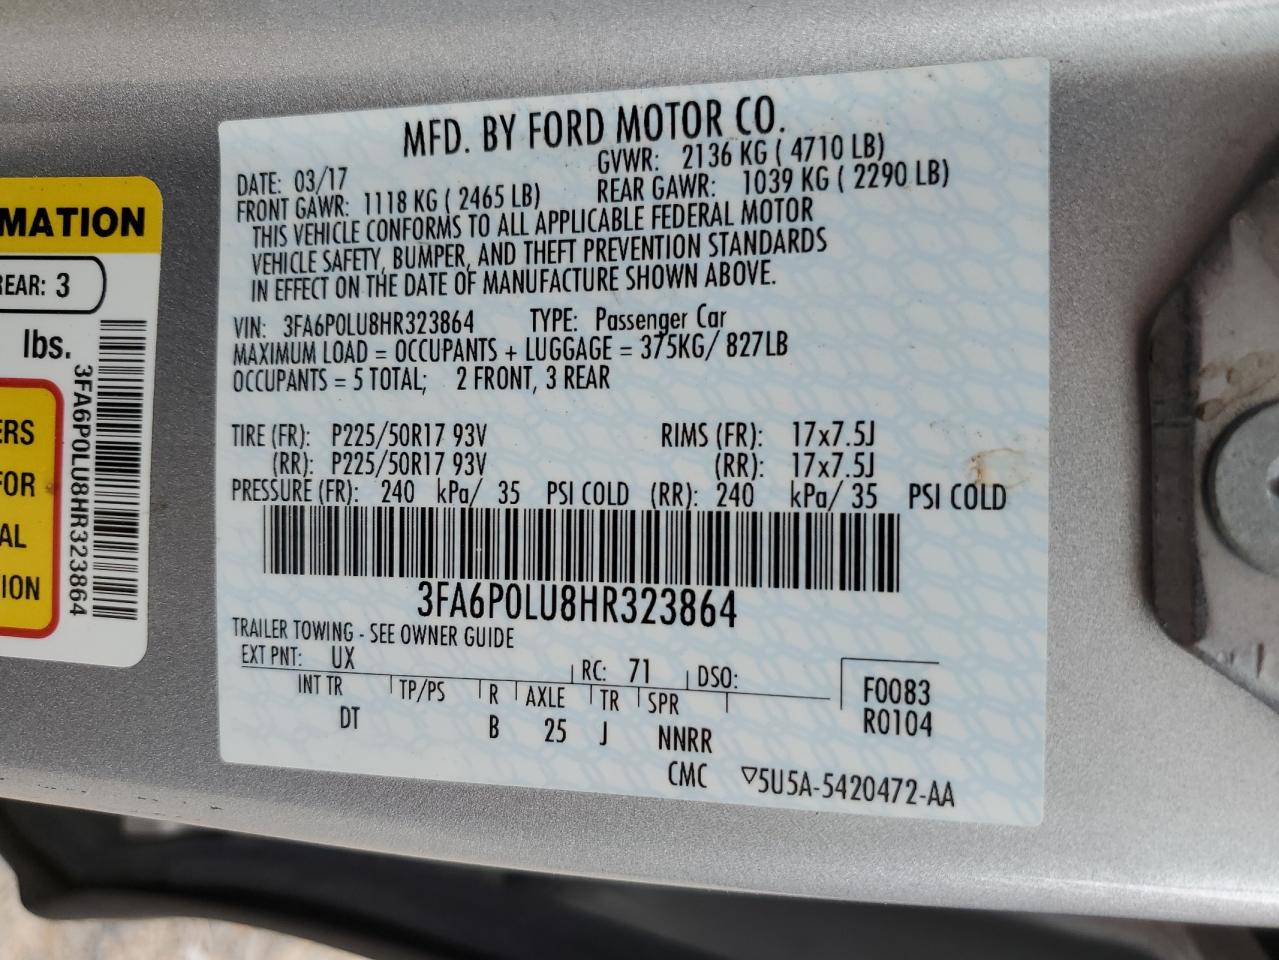 MFD. BY FORD MOTOR CO.
DATE: 03/17 GVWR: 2136 KG ( 4710 LB)
FRONT GAWR: 1118 KG ( 2465 LB) REAR GAWR: 1039 KG ( 2290 LB)
THIS VEHICLE CONFORMS TO ALL APPLICABLE FEDERAL MOTOR
VEHICLE SAFETY, BUMPER, AND THEFT PREVENTION STANDARDS
IN EFFECT ON THE DATE OF MANUFACTURE SHOWN ABOVE.
VIN: 3FA6P0LU8HR323864 TYPE: Passenger Car
MAXIMUM LOAD = OCCUPANTS + LUGGAGE = 375KG/ 827LB
OCCUPANTS = 5 TOTAL; 2 FRONT, 3 REAR
TIRE (FR): P225/50R17 93V RIMS (FR): 17x7.5J
(RR): P225/50R17 93V (RR): 17x7.5J
PRESSURE (FR): 240 kPa/ 35 PSI COLD (RR): 240 kPa/ 35 PSI COLD
3FA6P0LU8HR323864
TRAILER TOWING - SEE OWNER GUIDE
EXT PNT: UX RC: 71 DSO:
INT TR TP/PS R AXLE TR SPR
DT B 25 J NNRR
F0083
R0104
CMC ▽5U5A-5420472-AA
MATION
REAR: 3
lbs.
ERS
FOR
AL
ION
3FA6P0LU8HR323864